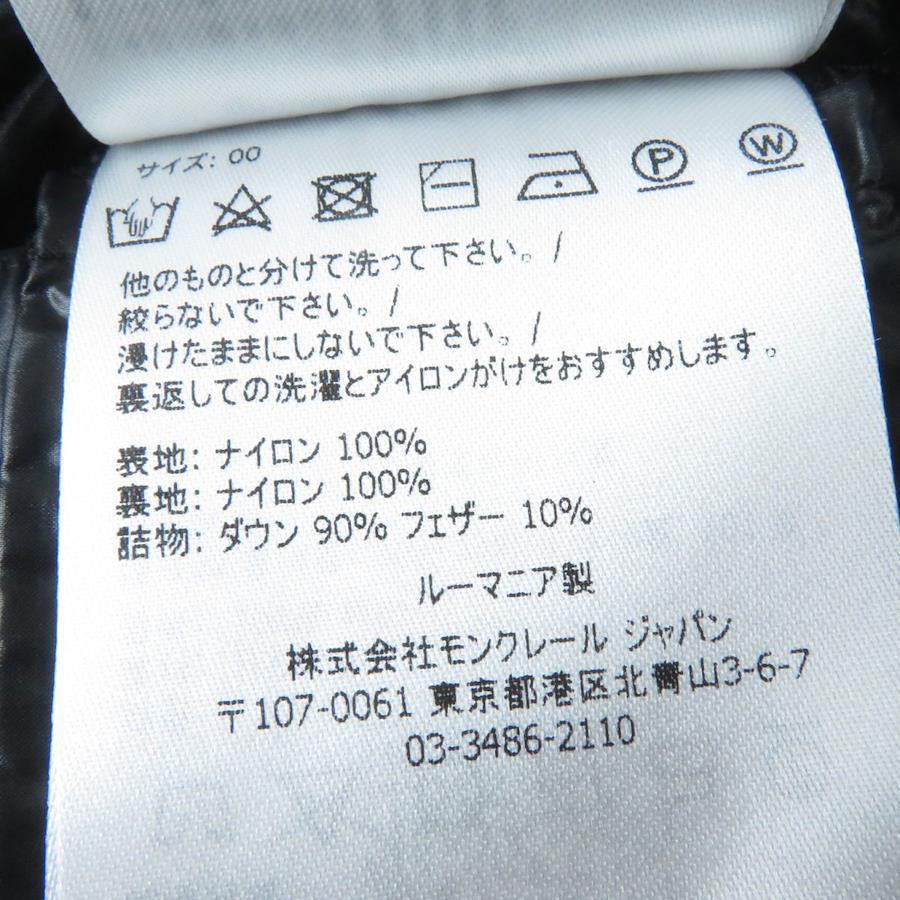 サイズ: 00
P
W
他のものと分けて洗って下さい。/
絞らないで下さい。/
浸けたままにしないで下さい。/
裏返しての洗濯とアイロンがけをおすすめします。
表地: ナイロン 100%
裏地: ナイロン 100%
詰物: ダウン 90% フェザー 10%
ルーマニア製
株式会社モンクレール ジャパン
〒107-0061 東京都港区北青山3-6-7
03-3486-2110